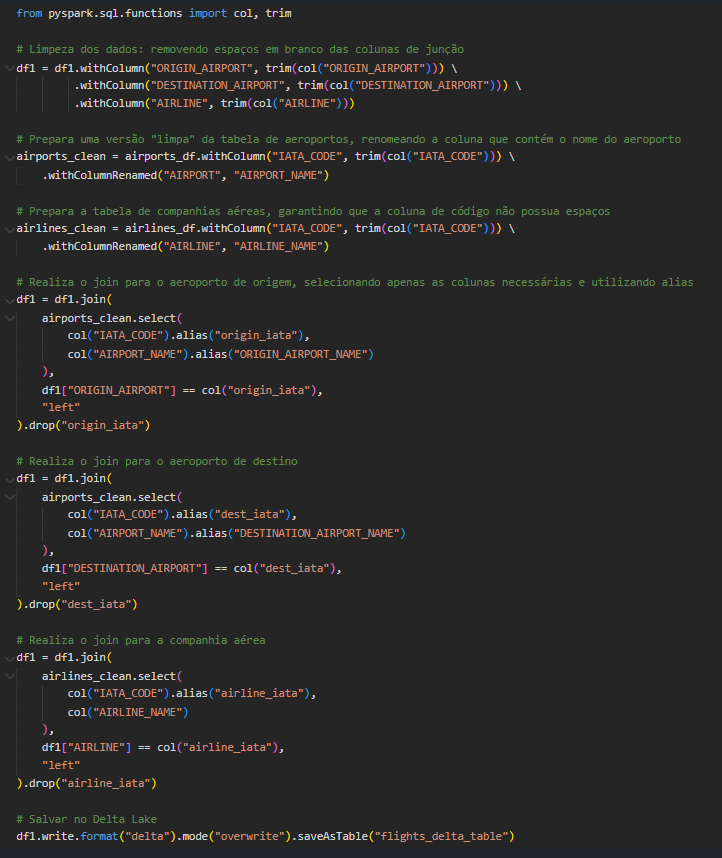 from pyspark.sql.functions import col, trim
# Limpeza dos dados: removendo espaços em branco das colunas de junção
df1 = df1.withColumn("ORIGIN_AIRPORT", trim(col("ORIGIN_AIRPORT"))) \
.withColumn("DESTINATION_AIRPORT", trim(col("DESTINATION_AIRPORT"))) \
.withColumn("AIRLINE", trim(col("AIRLINE")))
# Prepara uma versão "limpa" da tabela de aeroportos, renomeando a coluna que contém o nome do aeroporto
airports_clean = airports_df.withColumn("IATA_CODE", trim(col("IATA_CODE"))) \
.withColumnRenamed("AIRPORT", "AIRPORT_NAME")
# Prepara a tabela de companhias aéreas, garantindo que a coluna de código não possua espaços
airlines_clean = airlines_df.withColumn("IATA_CODE", trim(col("IATA_CODE"))) \
.withColumnRenamed("AIRLINE", "AIRLINE_NAME")
# Realiza o join para o aeroporto de origem, selecionando apenas as colunas necessárias e utilizando alias
df1 = df1.join(
airports_clean.select(
col("IATA_CODE").alias("origin_iata"),
col("AIRPORT_NAME").alias("ORIGIN_AIRPORT_NAME")
),
df1["ORIGIN_AIRPORT"] == col("origin_iata"),
"left"
).drop("origin_iata")
# Realiza o join para o aeroporto de destino
df1 = df1.join(
airports_clean.select(
col("IATA_CODE").alias("dest_iata"),
col("AIRPORT_NAME").alias("DESTINATION_AIRPORT_NAME")
),
df1["DESTINATION_AIRPORT"] == col("dest_iata"),
"left"
).drop("dest_iata")
# Realiza o join para a companhia aérea
df1 = df1.join(
airlines_clean.select(
col("IATA_CODE").alias("airline_iata"),
col("AIRLINE_NAME")
),
df1["AIRLINE"] == col("airline_iata"),
"left"
).drop("airline_iata")
# Salvar no Delta Lake
df1.write.format("delta").mode("overwrite").saveAsTable("flights_delta_table")